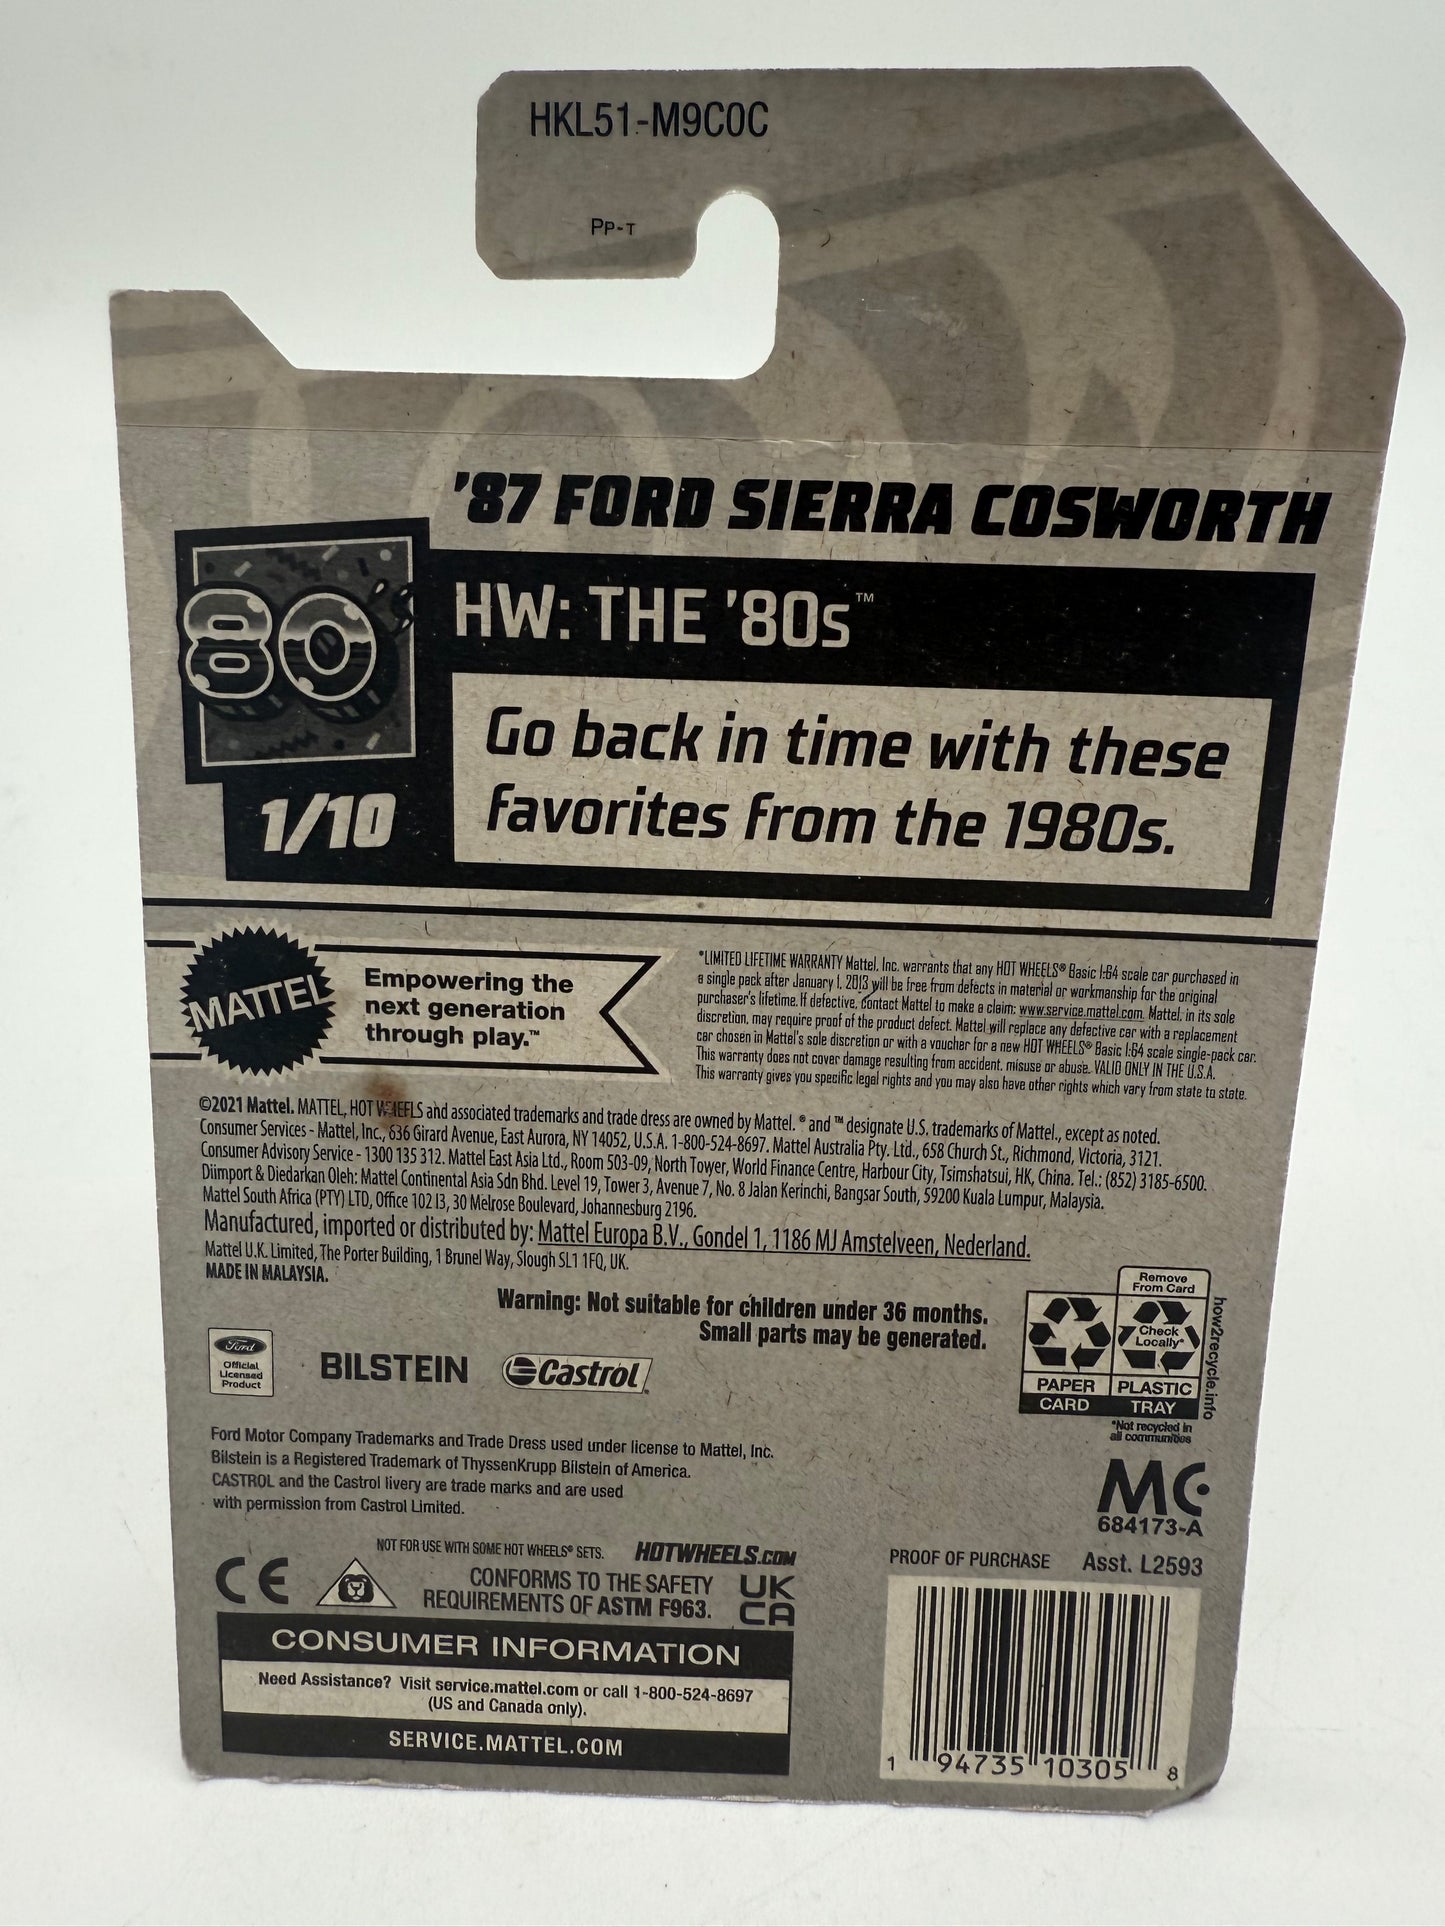 HKL51-M9C0C
PP-T
'87 FORD SIERRA COSWORTH
80's
HW: THE '80s™
Go back in time with these
favorites from the 1980s.
1/10
MATTEL
Empowering the
next generation
through play.™
*LIMITED LIFETIME WARRANTY Mattel, Inc. warrants that any HOT WHEELS® Basic 1:64 scale car purchased in
a single pack after January 1, 2013 will be free from defects in material or workmanship for the original
purchaser's lifetime. If defective, contact Mattel to make a claim: www.service.mattel.com. Mattel, in its sole
discretion, may require proof of the product defect. Mattel will replace any defective car with a replacement
car chosen in Mattel's sole discretion or with a voucher for a new HOT WHEELS® Basic 1:64 scale single-pack car.
This warranty does not cover damage resulting from accident, misuse or abuse. VALID ONLY IN THE U.S.A.
This warranty gives you specific legal rights and you may also have other rights which vary from state to state.
©2021 Mattel. MATTEL, HOT WHEELS and associated trademarks and trade dress are owned by Mattel. ® and ™ designate U.S. trademarks of Mattel., except as noted.
Consumer Services - Mattel, Inc., 636 Girard Avenue, East Aurora, NY 14052, U.S.A. 1-800-524-8697. Mattel Australia Pty. Ltd., 658 Church St., Richmond, Victoria, 3121.
Consumer Advisory Service - 1300 135 312. Mattel East Asia Ltd., Room 503-09, North Tower, World Finance Centre, Harbour City, Tsimshatsui, HK, China. Tel.: (852) 3185-6500.
Diimport & Diedarkan Oleh: Mattel Continental Asia Sdn Bhd. Level 19, Tower 3, Avenue 7, No. 8 Jalan Kerinchi, Bangsar South, 59200 Kuala Lumpur, Malaysia.
Mattel South Africa (PTY) LTD, Office 102 I3, 30 Melrose Boulevard, Johannesburg 2196.
Manufactured, imported or distributed by: Mattel Europa B.V., Gondel 1, 1186 MJ Amstelveen, Nederland.
Mattel U.K. Limited, The Porter Building, 1 Brunel Way, Slough SL1 1FQ, UK.
MADE IN MALAYSIA.
Warning: Not suitable for children under 36 months.
Small parts may be generated.
Remove
From Card
Check
Locally*
PAPER
CARD
PLASTIC
TRAY
how2recycle.info
*Not recycled in
all communities
Ford
Official
Licensed
Product
BILSTEIN
Castrol
Ford Motor Company Trademarks and Trade Dress used under license to Mattel, Inc.
Bilstein is a Registered Trademark of ThyssenKrupp Bilstein of America.
CASTROL and the Castrol livery are trade marks and are used
with permission from Castrol Limited.
MC
684173-A
NOT FOR USE WITH SOME HOT WHEELS® SETS.
HOTWHEELS.COM
CE
CONFORMS TO THE SAFETY
REQUIREMENTS OF ASTM F963.
UK
CA
PROOF OF PURCHASE
Asst. L2593
CONSUMER INFORMATION
Need Assistance? Visit service.mattel.com or call 1-800-524-8697
(US and Canada only).
SERVICE.MATTEL.COM
1 94735 10305 8